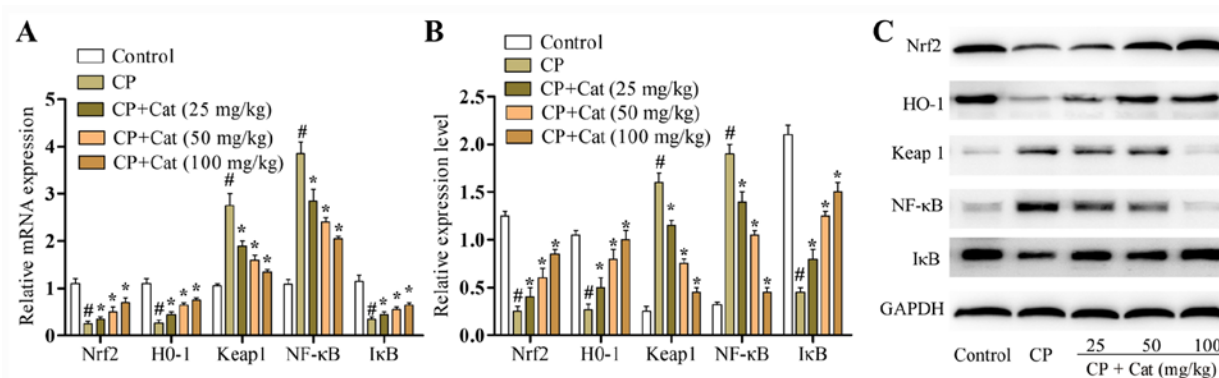 A
Control
CP
CP+Cat (25 mg/kg)
CP+Cat (50 mg/kg)
CP+Cat (100 mg/kg)
Relative mRNA expression
5
4
3
2
1
0
# * * *
# * * *
# * * *
# * * *
# * * *
Nrf2 H0-1 Keap1 NF-κB IκB
B
Control
CP
CP+Cat (25 mg/kg)
CP+Cat (50 mg/kg)
CP+Cat (100 mg/kg)
Relative expression level
2.5
2.0
1.5
1.0
0.5
0.0
# * * *
# * * *
# * * *
# * * *
# * * *
Nrf2 H0-1 Keap1 NF-κB IκB
C
Nrf2
HO-1
Keap 1
NF-κB
IκB
GAPDH
Control CP 25 50 100
CP + Cat (mg/kg)